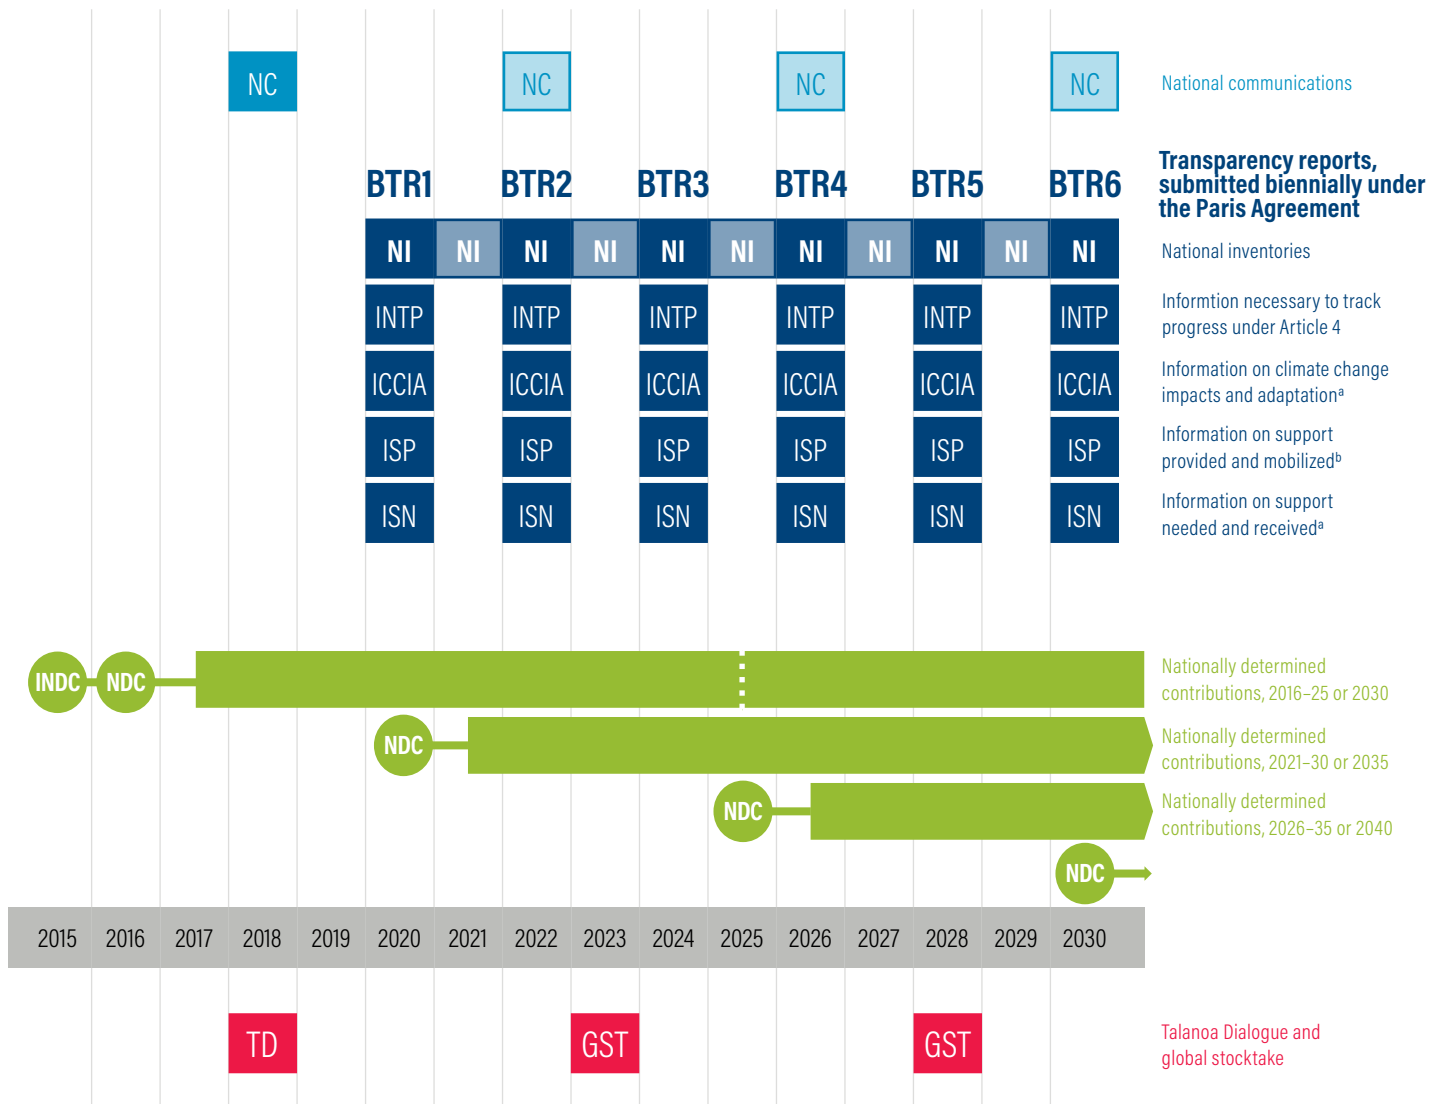 NC NC NC NC National communications
BTR1 BTR2 BTR3 BTR4 BTR5 BTR6
Transparency reports,
submitted biennially under
the Paris Agreement
NI NI NI NI NI NI NI NI NI NI NI National inventories
INTP INTP INTP INTP INTP INTP
Informtion necessary to track
progress under Article 4
ICCIA ICCIA ICCIA ICCIA ICCIA ICCIA
Information on climate change
impacts and adaptationᵃ
ISP ISP ISP ISP ISP ISP
Information on support
provided and mobilizedᵇ
ISN ISN ISN ISN ISN ISN
Information on support
needed and receivedᵃ
INDC NDC
Nationally determined
contributions, 2016–25 or 2030
NDC
Nationally determined
contributions, 2021–30 or 2035
NDC
Nationally determined
contributions, 2026–35 or 2040
NDC
2015 2016 2017 2018 2019 2020 2021 2022 2023 2024 2025 2026 2027 2028 2029 2030
TD GST GST
Talanoa Dialogue and
global stocktake